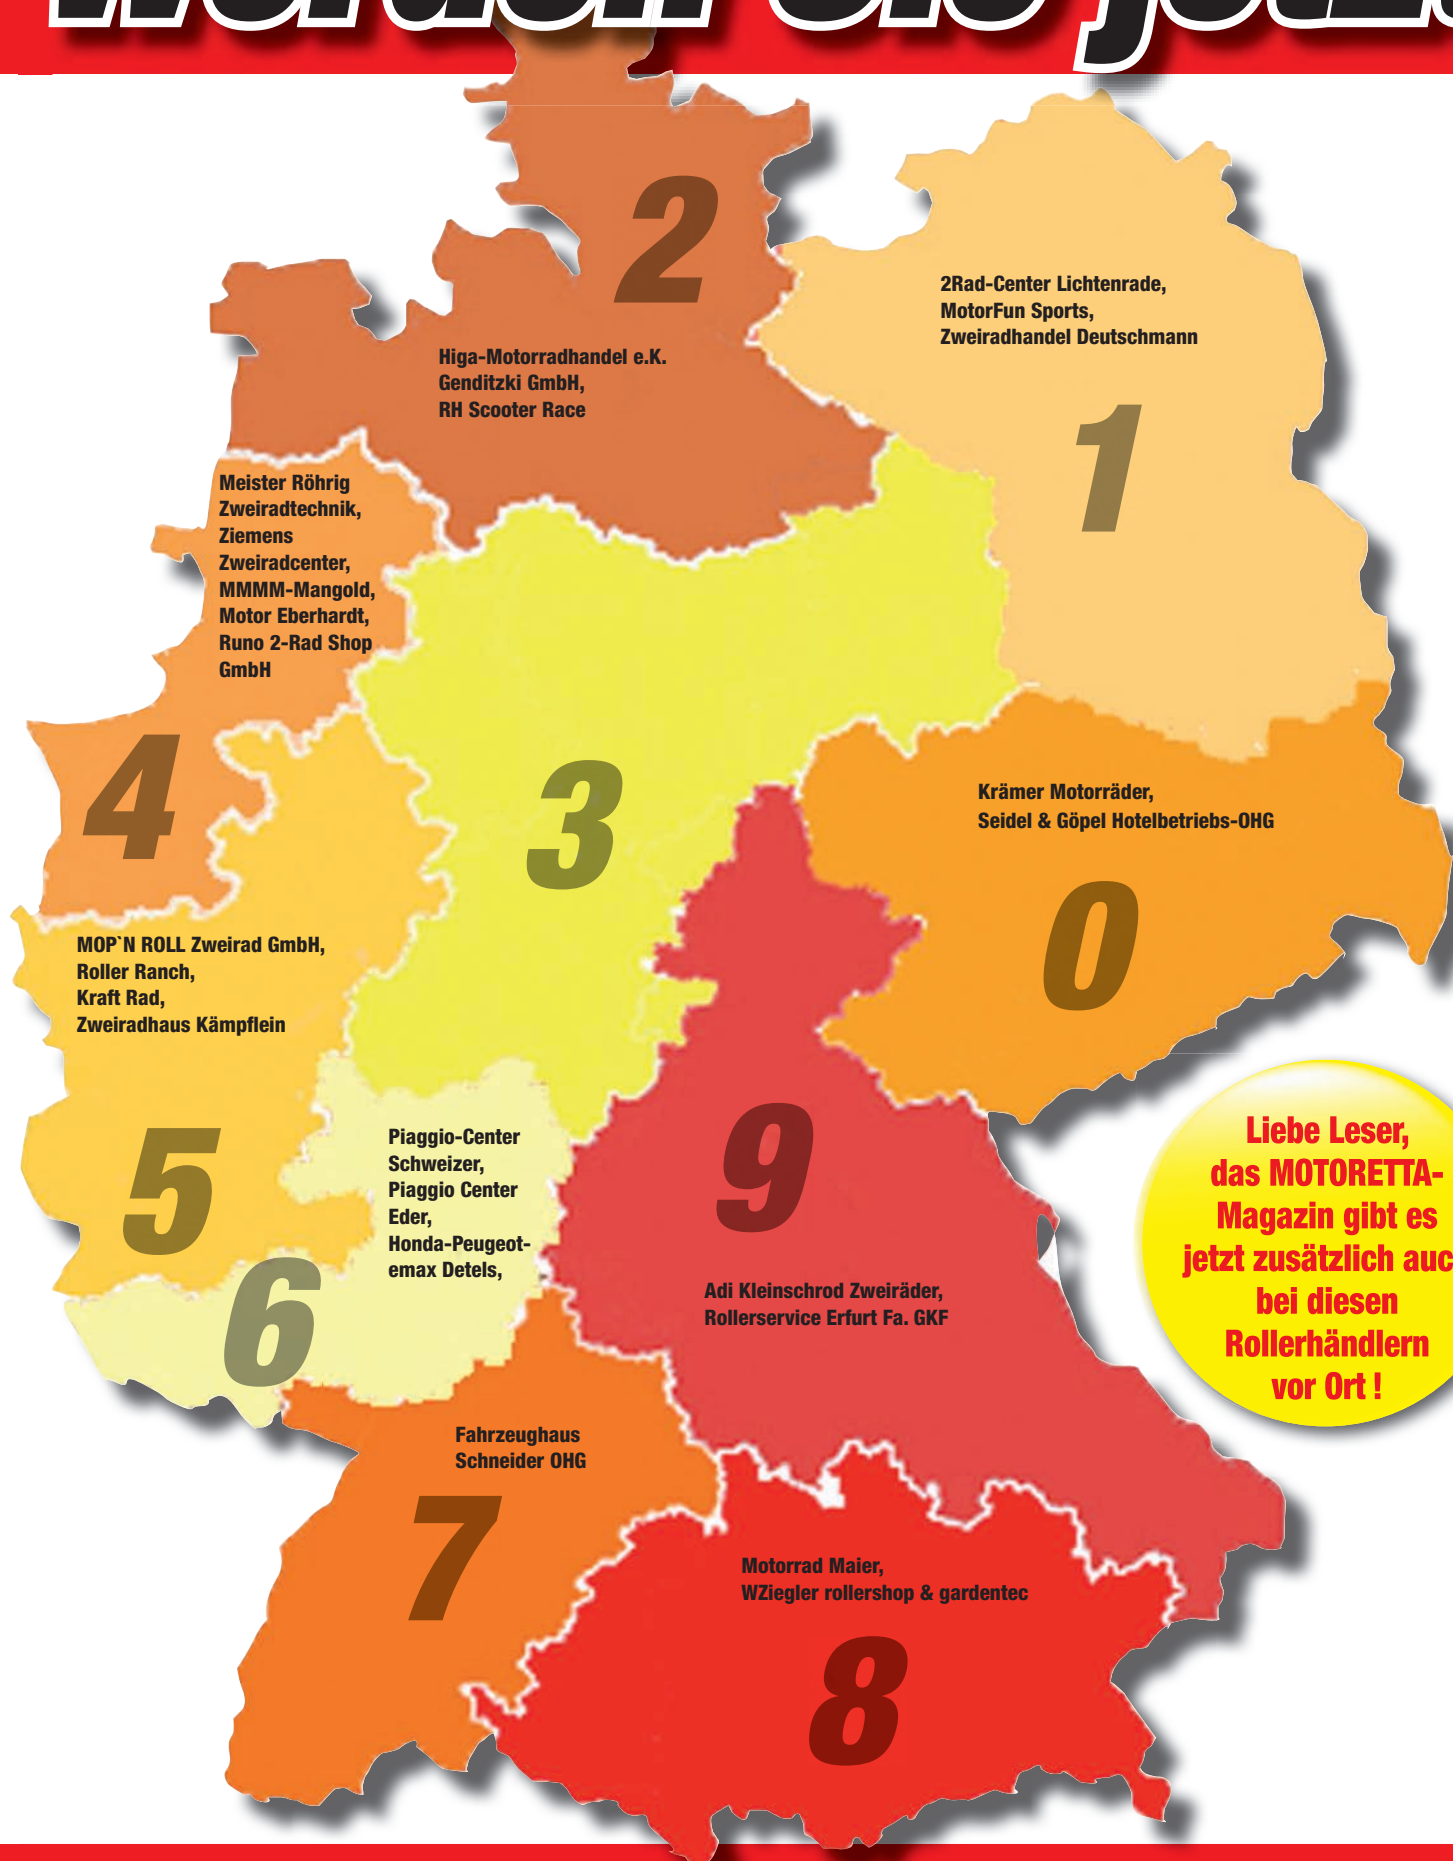 2
2Rad-Center Lichtenrade,
MotorFun Sports,
Zweiradhandel Deutschmann
Higa-Motorradhandel e.K.
Genditzki GmbH,
RH Scooter Race
1
Meister Röhrig
Zweiradtechnik,
Ziemens
Zweiradcenter,
MMMM-Mangold,
Motor Eberhardt,
Runo 2-Rad Shop
GmbH
4
3
Krämer Motorräder,
Seidel & Göpel Hotelbetriebs-OHG
0
MOP`N ROLL Zweirad GmbH,
Roller Ranch,
Kraft Rad,
Zweiradhaus Kämpflein
5
Piaggio-Center
Schweizer,
Piaggio Center
Eder,
Honda-Peugeot-
emax Detels,
6
9
Adi Kleinschrod Zweiräder,
Rollerservice Erfurt Fa. GKF
Liebe Leser,
das MOTORETTA-
Magazin gibt es
jetzt zusätzlich auc
bei diesen
Rollerhändlern
vor Ort !
Fahrzeughaus
Schneider OHG
7
Motorrad Maier,
WZiegler rollershop & gardentec
8